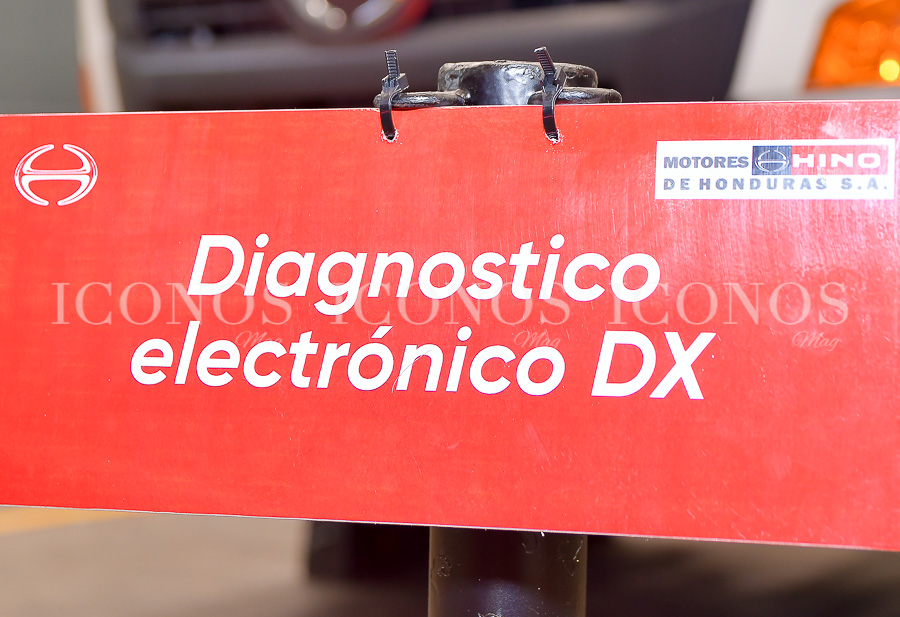 MOTORES HINO
DE HONDURAS S.A.
Diagnostico
electrónico DX
ICONOS ICONOS ICONOS
Mag Mag Mag